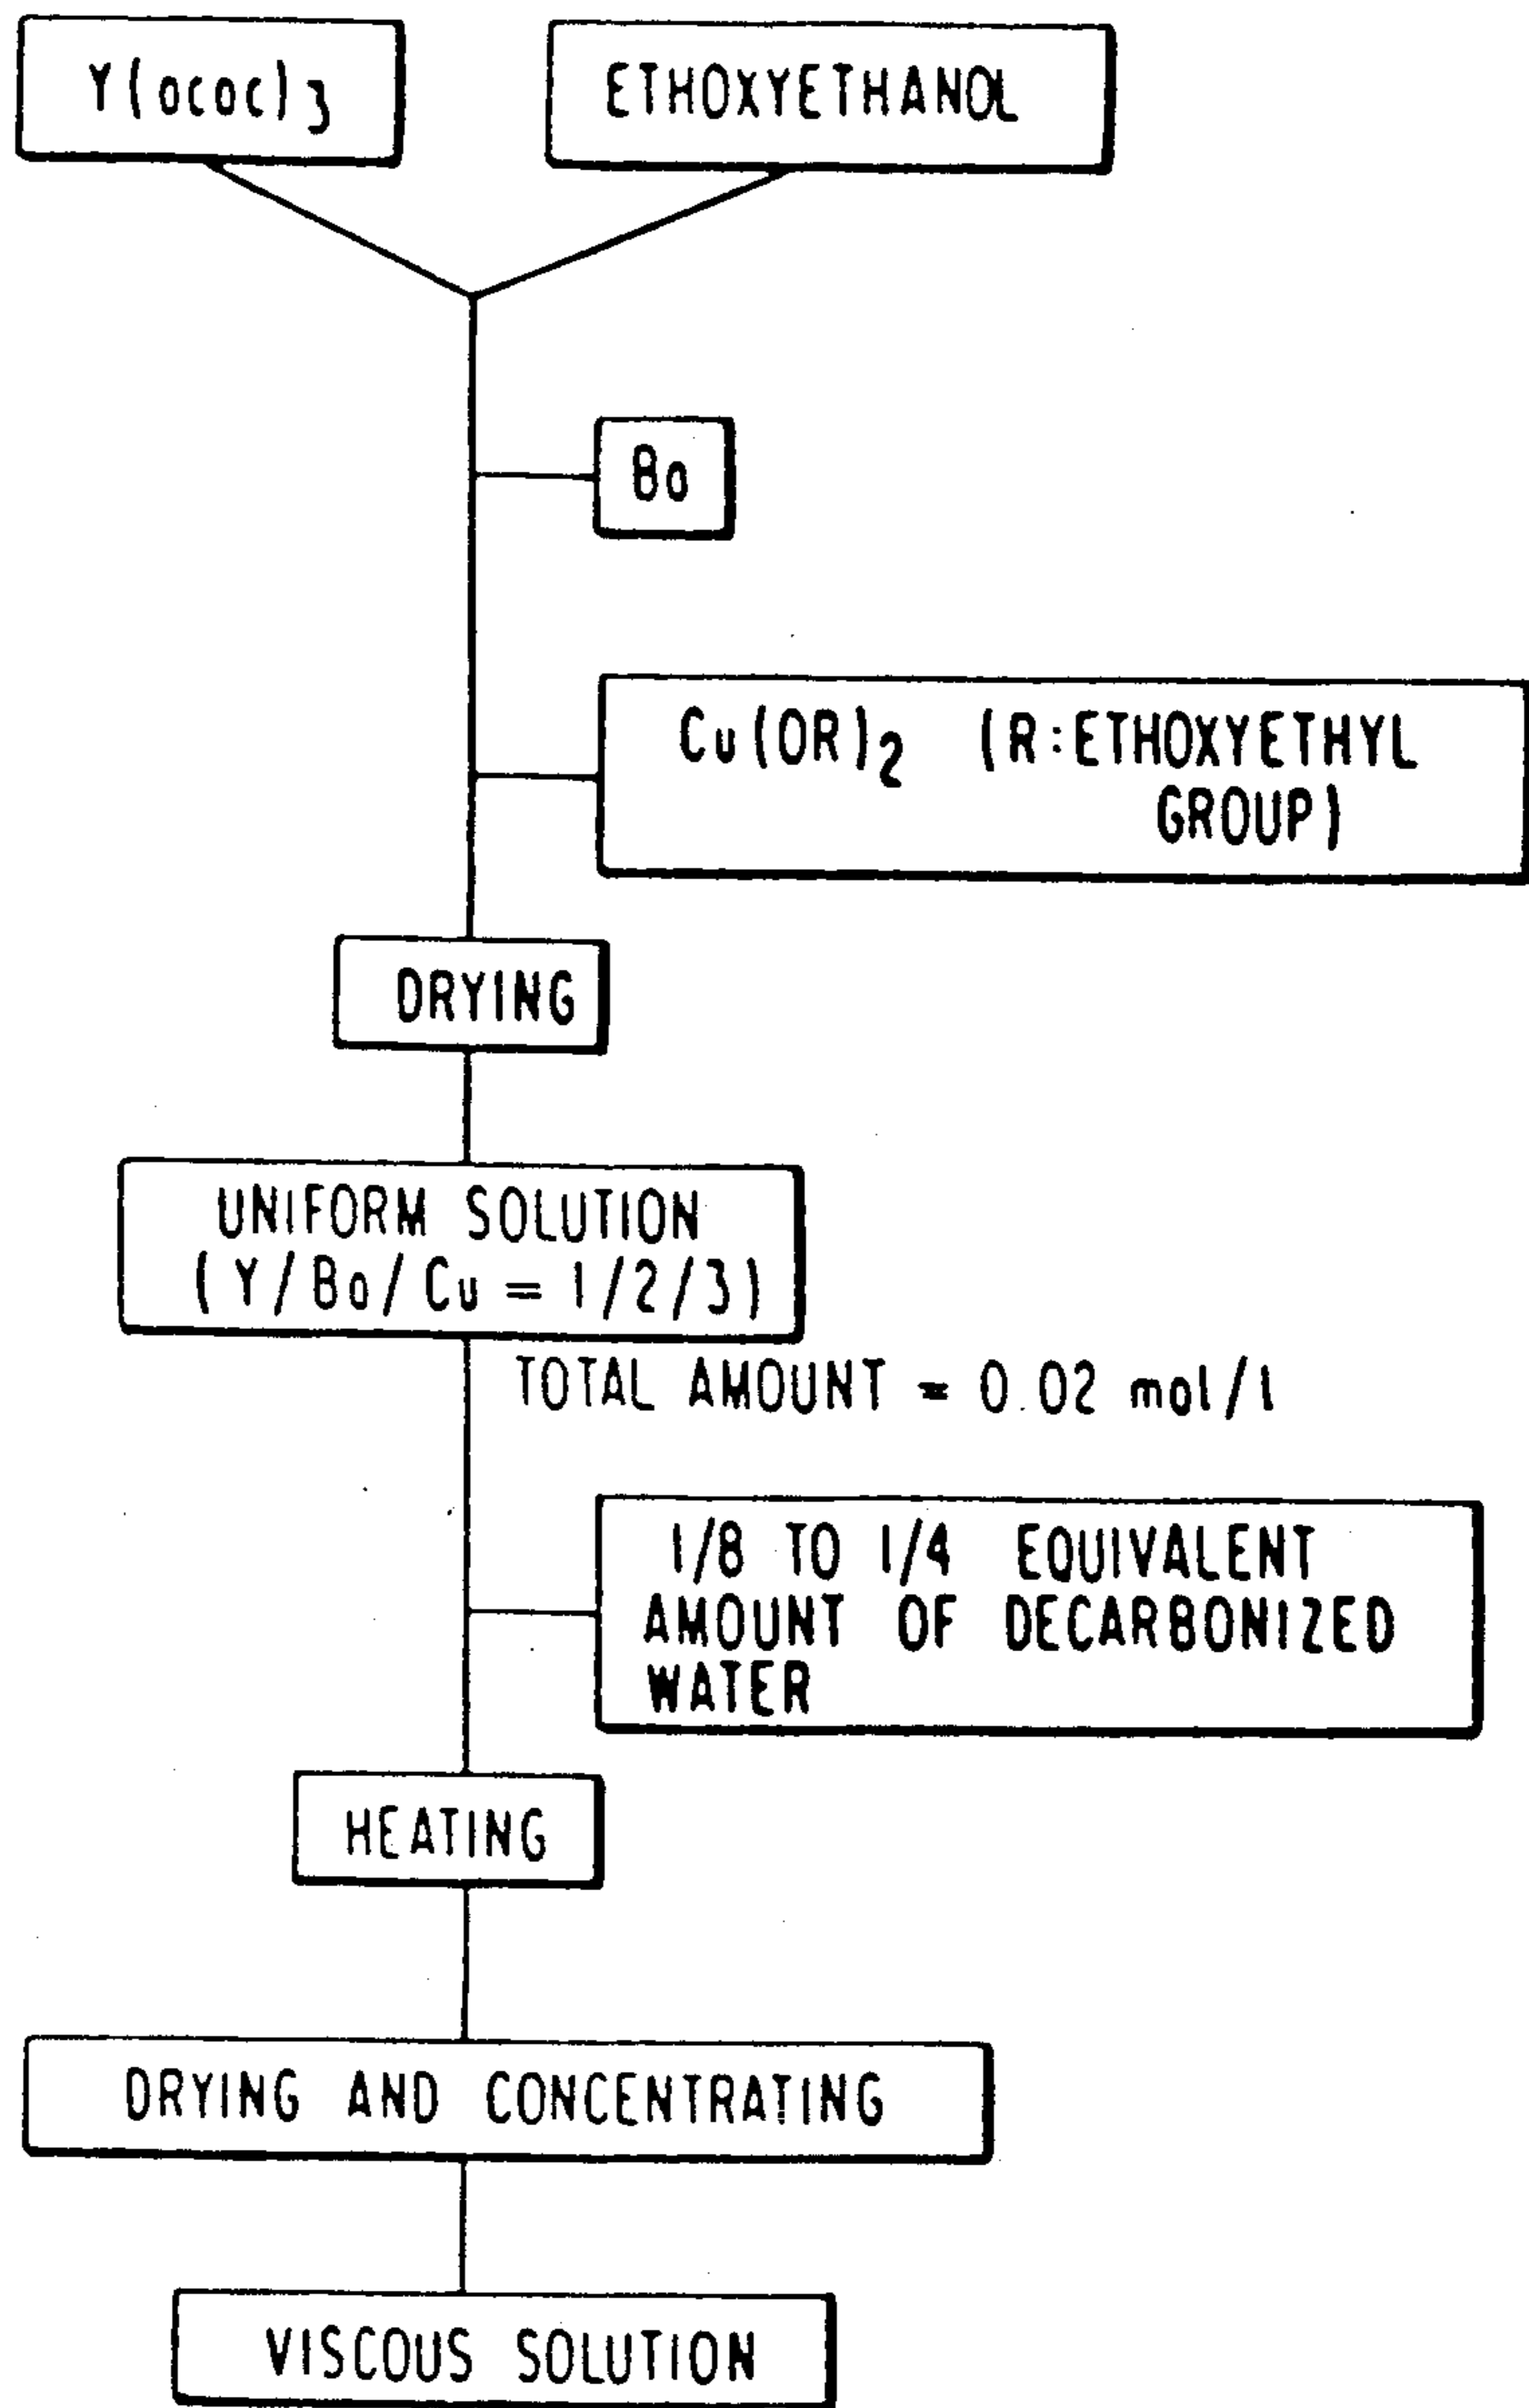 Y(acac)3
ETHOXYETHANOL
Ba
Cu(OR)2 (R:ETHOXYETHYL
GROUP)
DRYING
UNIFORM SOLUTION
(Y/Ba/Cu = 1/2/3)
TOTAL AMOUNT = 0.02 mol/l
1/8 TO 1/4 EQUIVALENT
AMOUNT OF DECARBONIZED
WATER
HEATING
DRYING AND CONCENTRATING
VISCOUS SOLUTION